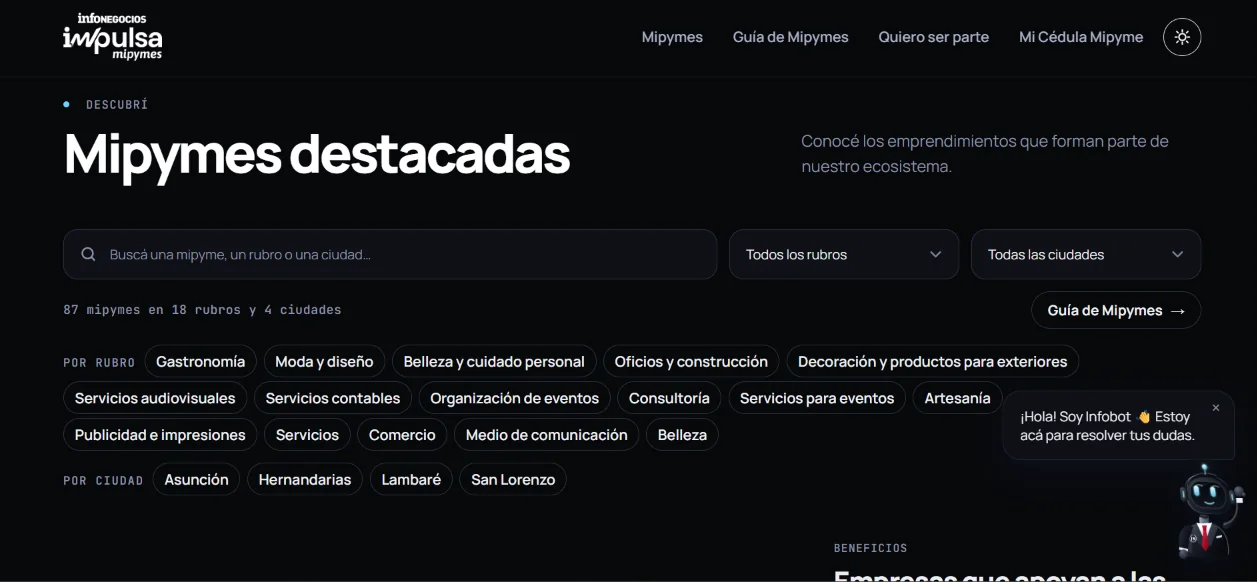 infONEGOCIOS
impulsa
mipymes
Mipymes
Guía de Mipymes
Quiero ser parte
Mi Cédula Mipyme
DESCUBRÍ
Mipymes destacadas
Conocé los emprendimientos que forman parte de
nuestro ecosistema.
Buscá una mipyme, un rubro o una ciudad...
Todos los rubros
Todas las ciudades
87 mipymes en 18 rubros y 4 ciudades
Guía de Mipymes →
POR RUBRO
Gastronomía
Moda y diseño
Belleza y cuidado personal
Oficios y construcción
Decoración y productos para exteriores
Servicios audiovisuales
Servicios contables
Organización de eventos
Consultoría
Servicios para eventos
Artesanía
Publicidad e impresiones
Servicios
Comercio
Medio de comunicación
Belleza
POR CIUDAD
Asunción
Hernandarias
Lambaré
San Lorenzo
¡Hola! Soy Infobot 👋 Estoy
acá para resolver tus dudas.
BENEFICIOS
Empresas que apoyan a las